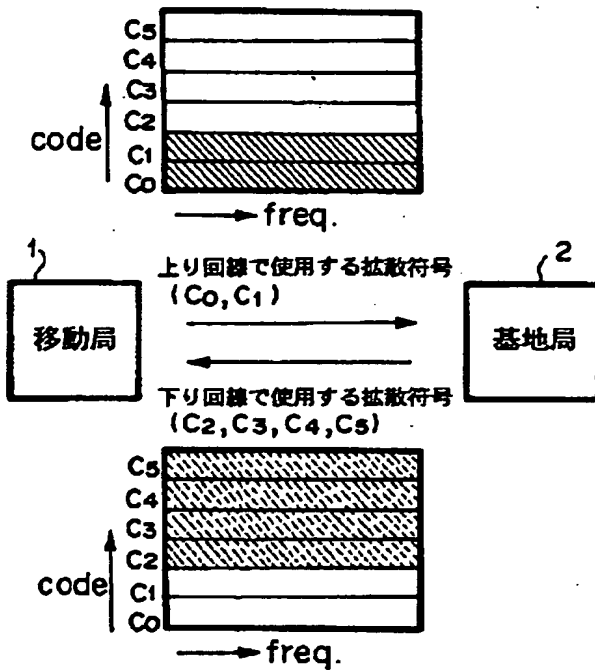 C5
C4
C3
C2
C1
C0
code
freq.
1
2
上り回線で使用する拡散符号
(C0,C1)
移動局
基地局
下り回線で使用する拡散符号
(C2,C3,C4,C5)
C5
C4
C3
C2
C1
C0
code
freq.